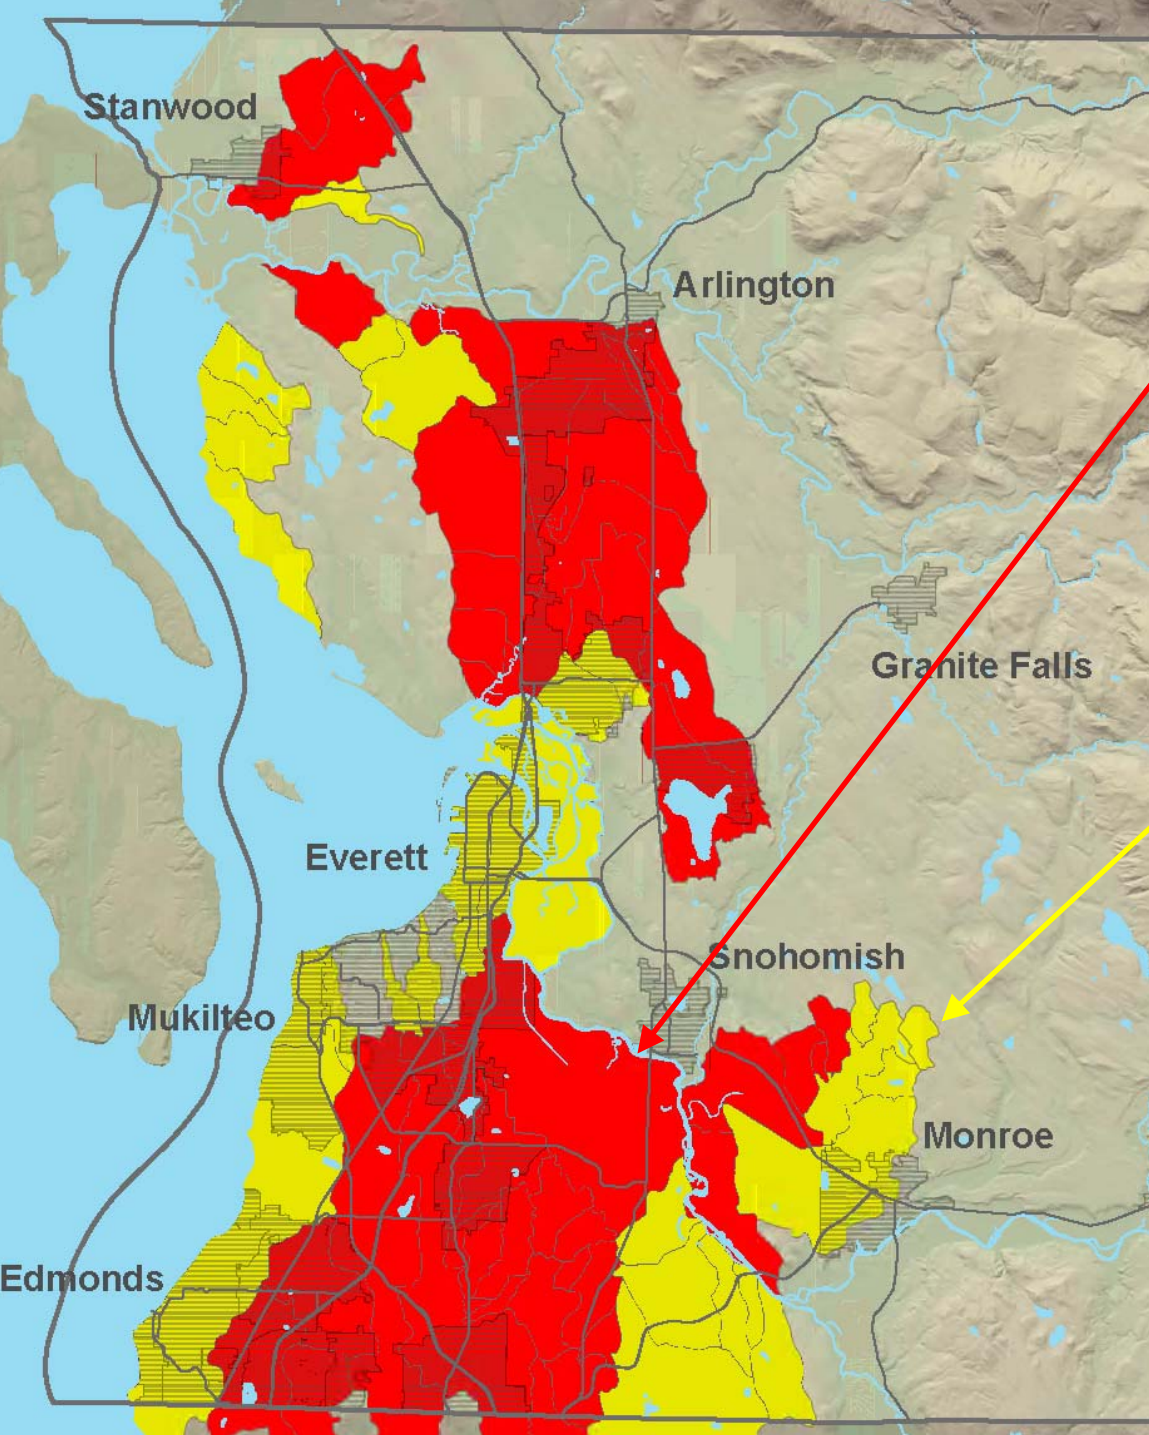 Stanwood
Arlington
Granite Falls
Everett
Snohomish
Mukilteo
Monroe
Edmonds